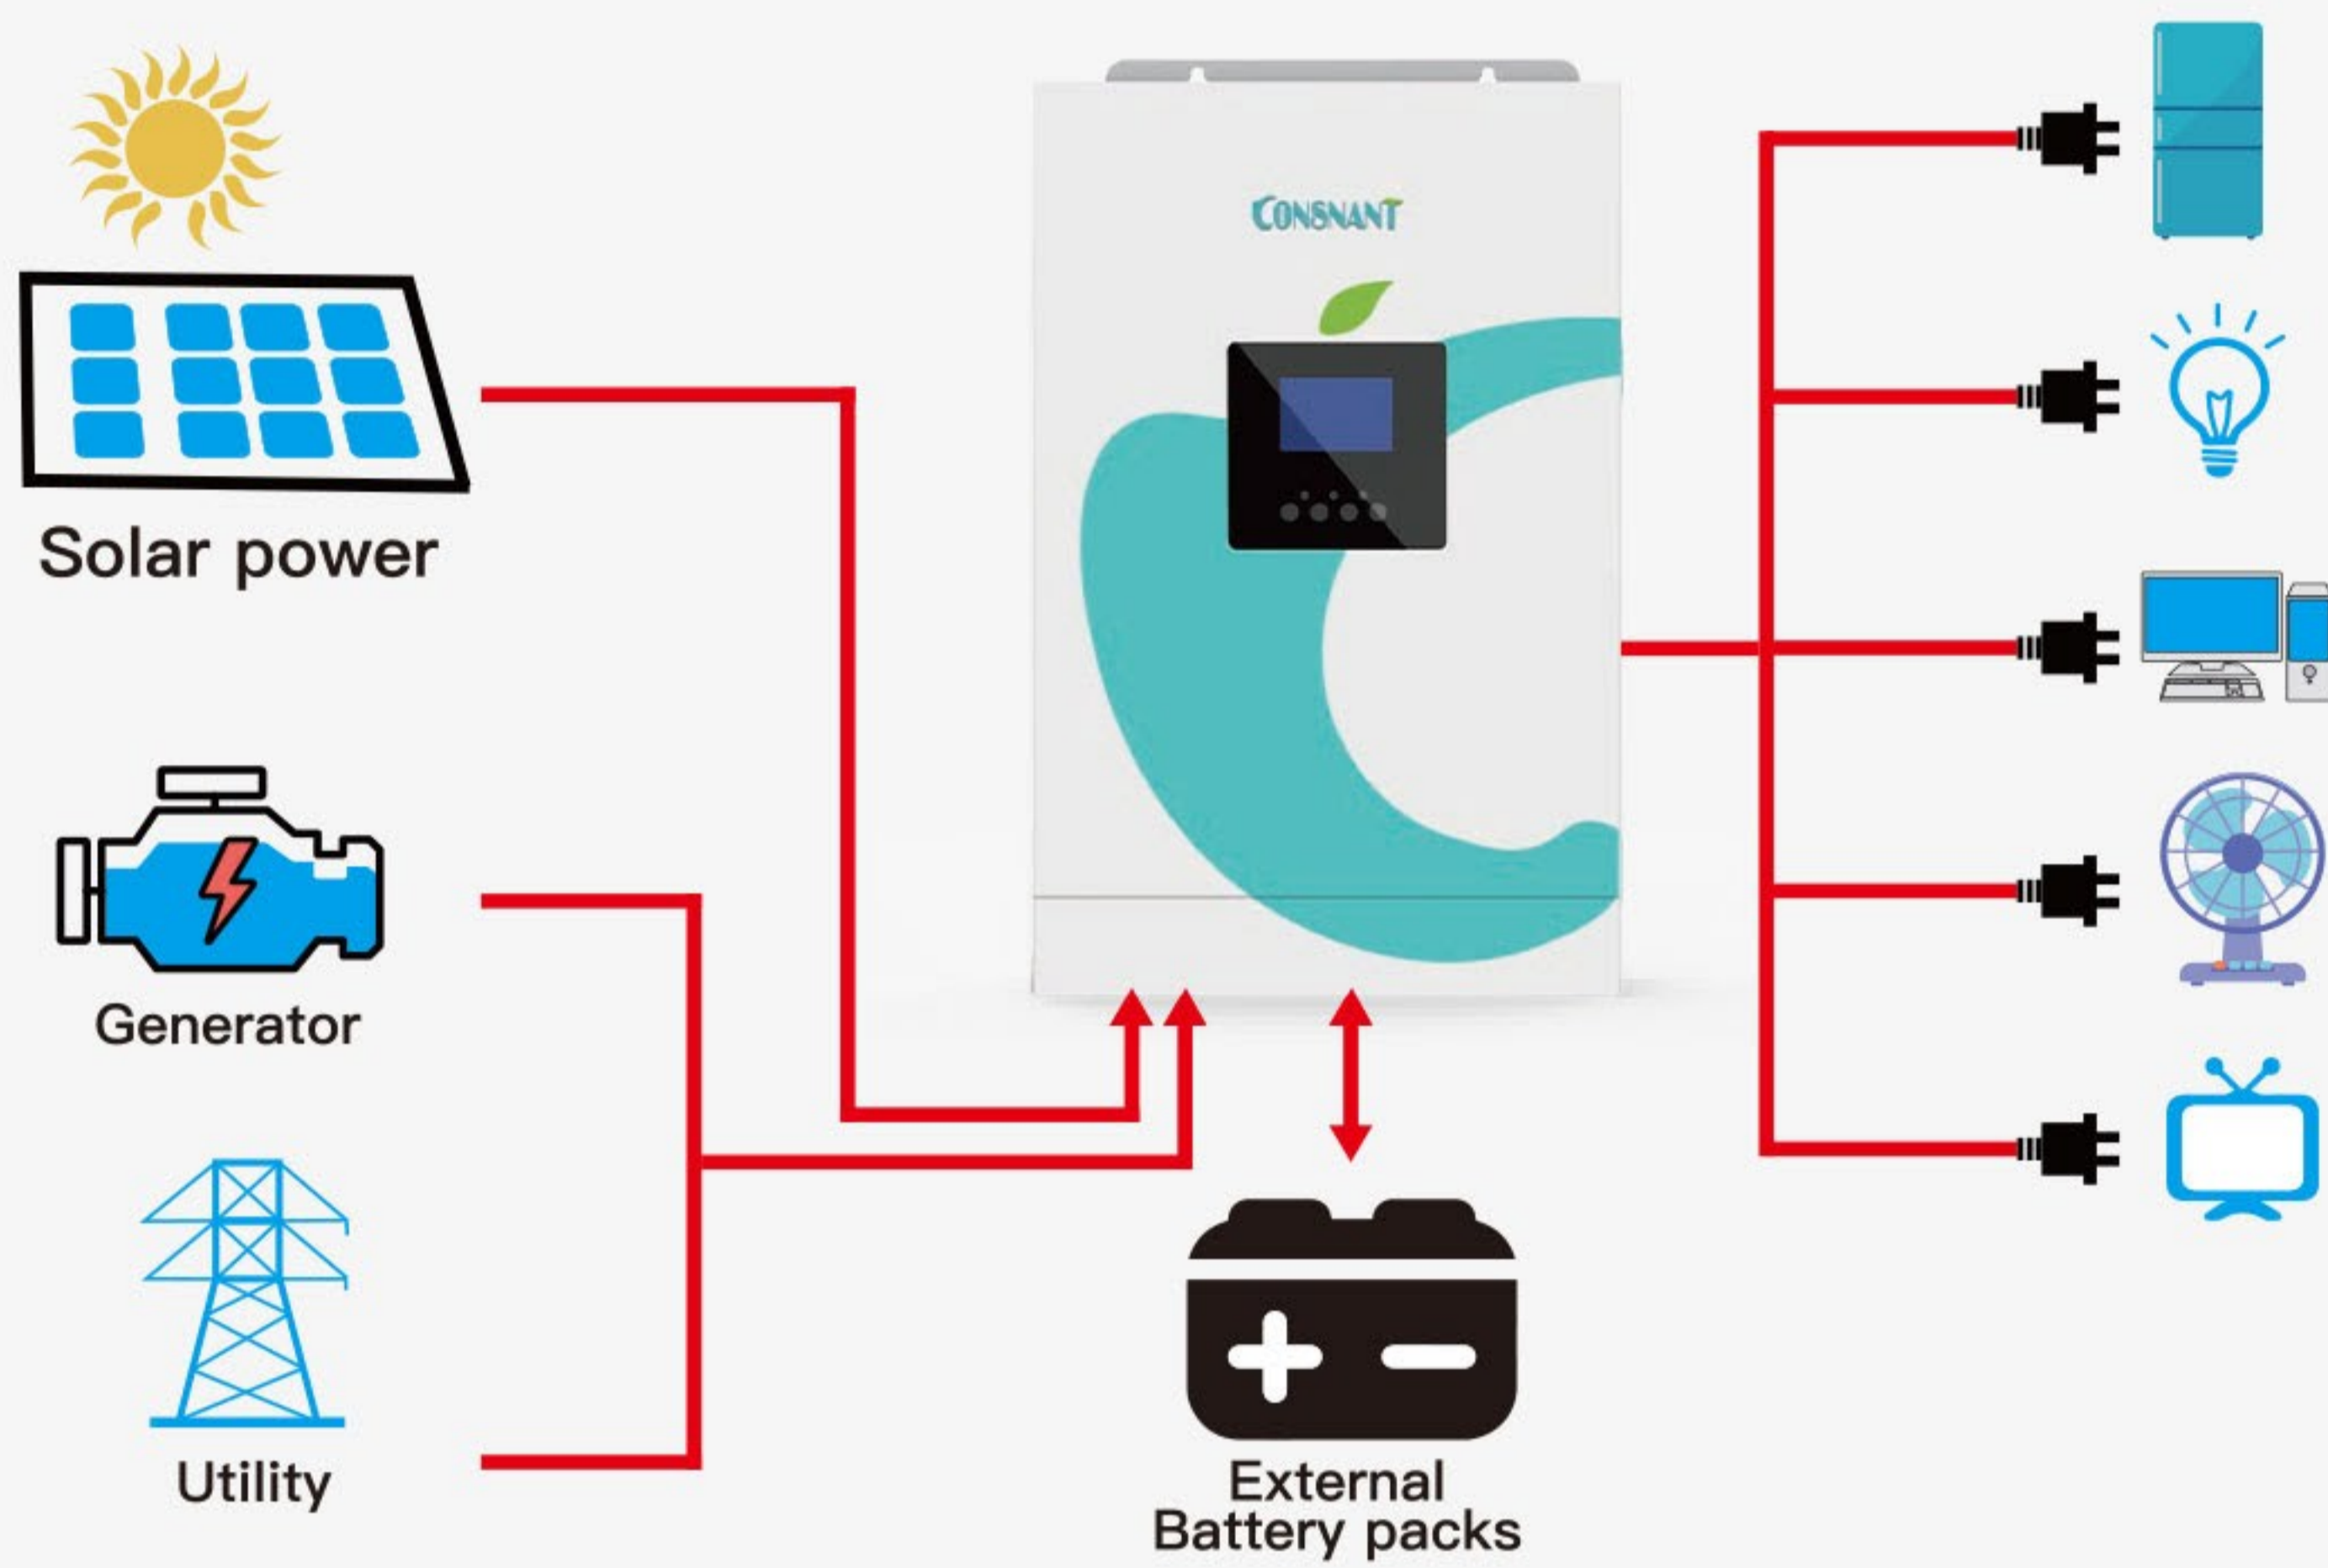 CONSNANT
Solar power
Generator
Utility
External
Battery packs